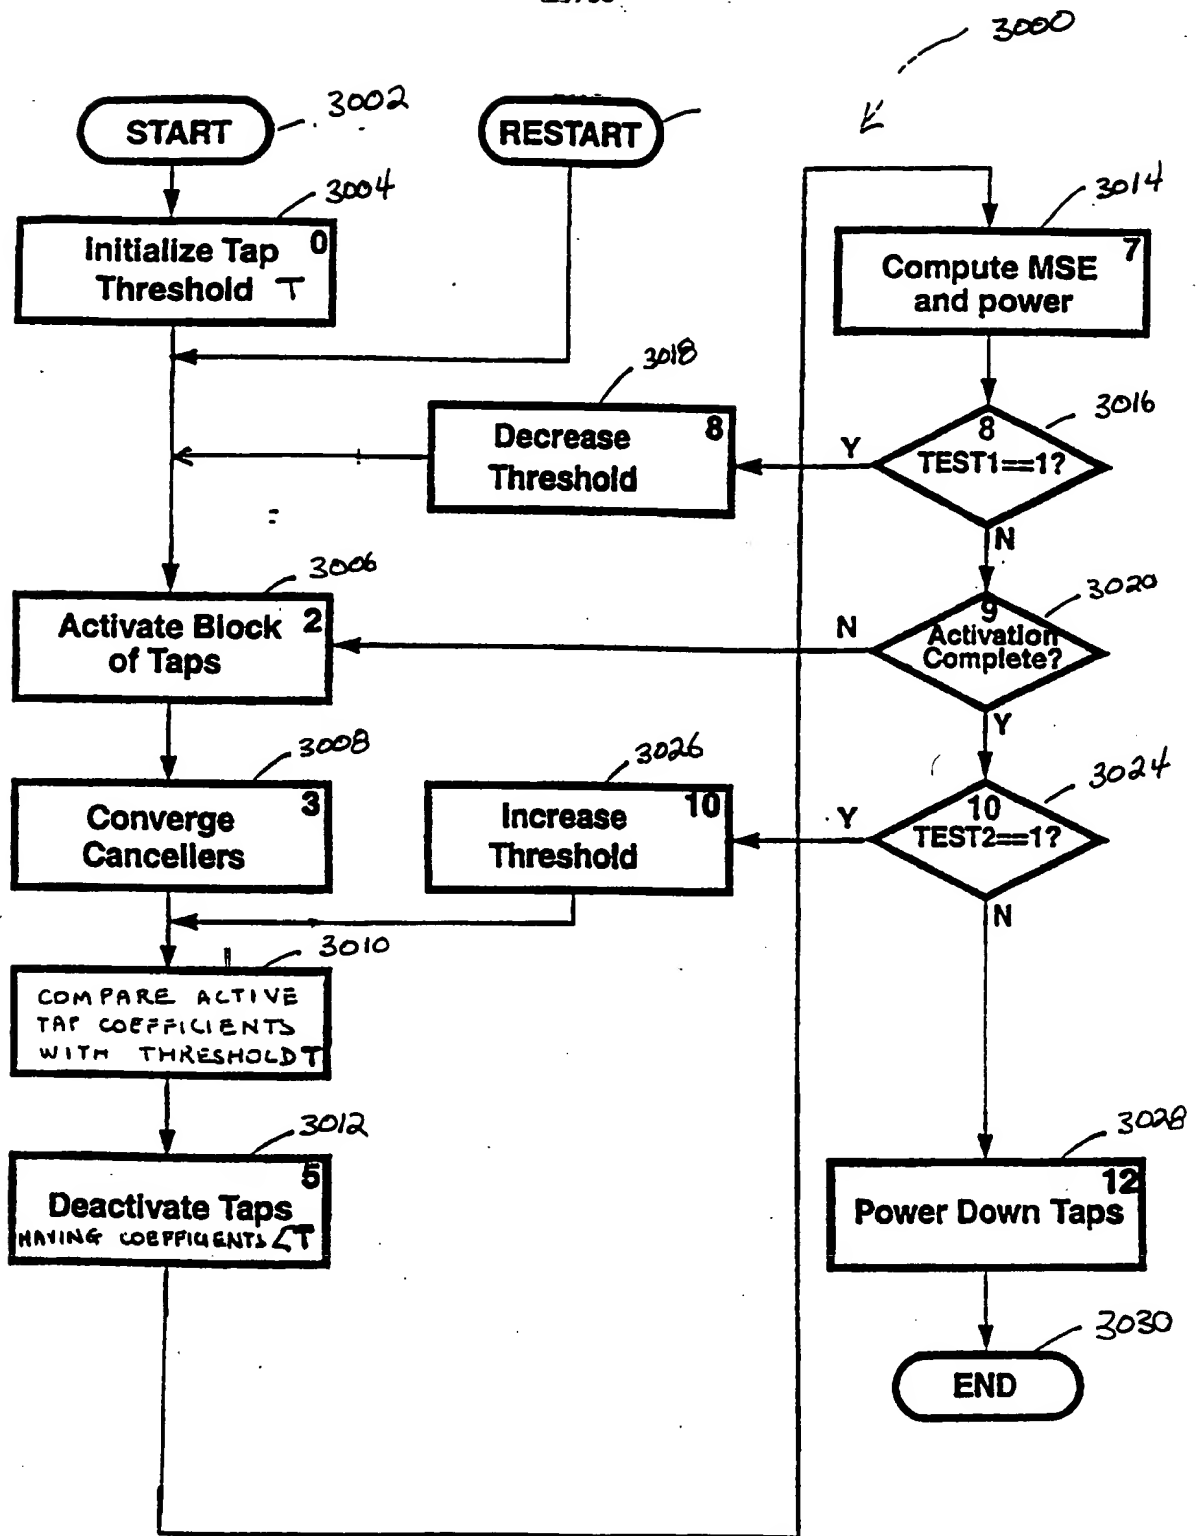 3000
START
3002
RESTART
3004
0
Initialize Tap
Threshold T
3014
7
Compute MSE
and power
3018
8
Decrease
Threshold
3016
8
TEST1==1?
Y
N
3006
2
Activate Block
of Taps
3020
9
Activation
Complete?
N
Y
3008
3
Converge
Cancellers
3026
10
Increase
Threshold
3024
10
TEST2==1?
Y
N
3010
COMPARE ACTIVE
TAP COEFFICIENTS
WITH THRESHOLD T
3012
5
Deactivate Taps
HAVING COEFFICIENTS <T
3028
12
Power Down Taps
3030
END